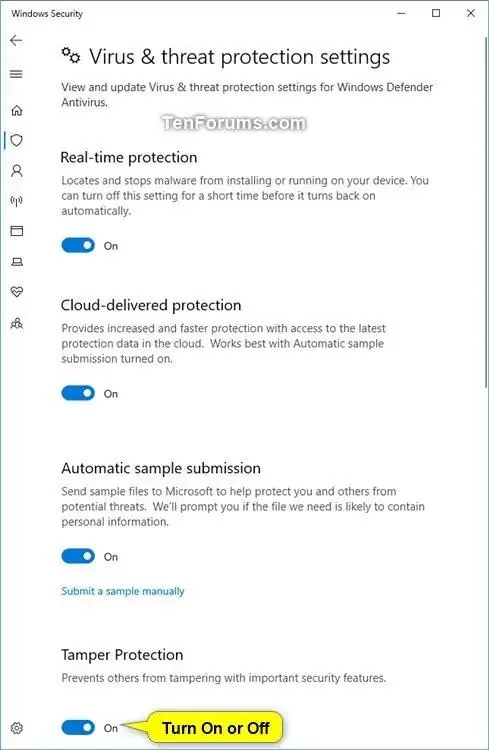 Windows Security
Virus & threat protection settings
View and update Virus & threat protection settings for Windows Defender
Antivirus.
TenForums.com
Real-time protection
Locates and stops malware from installing or running on your device. You
can turn off this setting for a short time before it turns back on
automatically.
On
Cloud-delivered protection
Provides increased and faster protection with access to the latest
protection data in the cloud. Works best with Automatic sample
submission turned on.
On
Automatic sample submission
Send sample files to Microsoft to help protect you and others from
potential threats. We'll prompt you if the file we need is likely to contain
personal information.
On
Submit a sample manually
Tamper Protection
Prevents others from tampering with important security features.
On
Turn On or Off